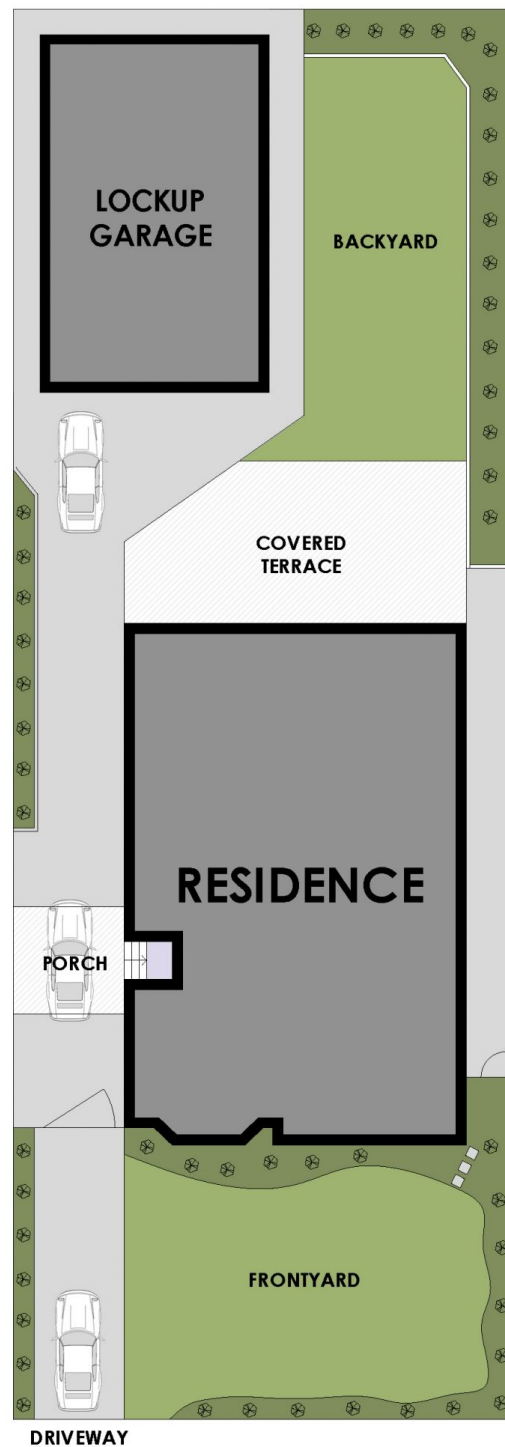 LOCKUP
GARAGE
BACKYARD
COVERED
TERRACE
RESIDENCE
PORCH
FRONTYARD
DRIVEWAY